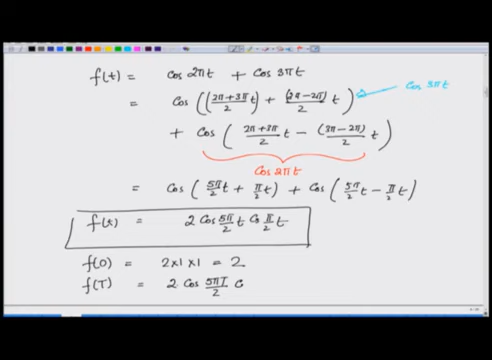 f(t) = cos 2πt + cos 3πt
= cos ((2π+3π)/2 t) + (3π-2π)/2 t) cos 3πt
+ cos ( (2π+3π)/2 t - (3π-2π)/2 t)
cos 2πt
= cos ( 5π/2 t + π/2 t) + cos ( 5π/2 t - π/2 t)
f(t) = 2 cos 5π/2 t cos π/2 t
f(0) = 2×1×1 = 2
f(T) = 2 cos 5πT/2 c